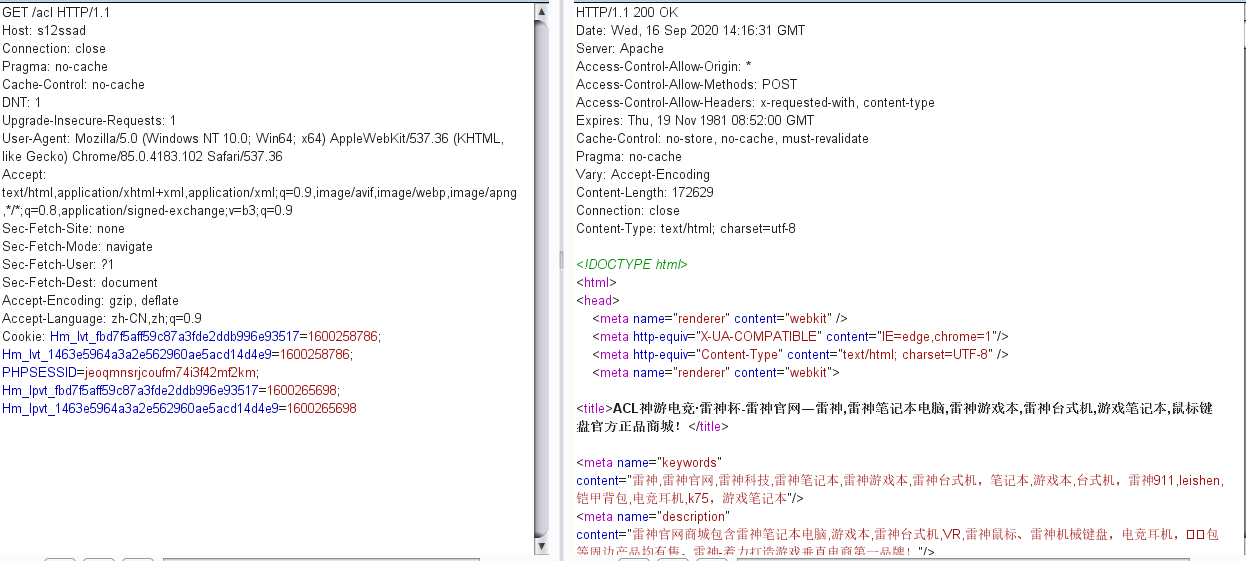 GET /acl HTTP/1.1
Host: s12ssad
Connection: close
Pragma: no-cache
Cache-Control: no-cache
DNT: 1
Upgrade-Insecure-Requests: 1
User-Agent: Mozilla/5.0 (Windows NT 10.0; Win64; x64) AppleWebKit/537.36 (KHTML,
like Gecko) Chrome/85.0.4183.102 Safari/537.36
Accept:
text/html,application/xhtml+xml,application/xml;q=0.9,image/avif,image/webp,image/apng
,*/*;q=0.8,application/signed-exchange;v=b3;q=0.9
Sec-Fetch-Site: none
Sec-Fetch-Mode: navigate
Sec-Fetch-User: ?1
Sec-Fetch-Dest: document
Accept-Encoding: gzip, deflate
Accept-Language: zh-CN,zh;q=0.9
Cookie: Hm_lvt_fbd7f5aff59c87a3fde2ddb996e93517=1600258786;
Hm_lvt_1463e5964a3a2e562960ae5acd14d4e9=1600258786;
PHPSESSID=jeoqmnsrjcoufm74i3f42mf2km;
Hm_lpvt_fbd7f5aff59c87a3fde2ddb996e93517=1600265698;
Hm_lpvt_1463e5964a3a2e562960ae5acd14d4e9=1600265698
HTTP/1.1 200 OK
Date: Wed, 16 Sep 2020 14:16:31 GMT
Server: Apache
Access-Control-Allow-Origin: *
Access-Control-Allow-Methods: POST
Access-Control-Allow-Headers: x-requested-with, content-type
Expires: Thu, 19 Nov 1981 08:52:00 GMT
Cache-Control: no-store, no-cache, must-revalidate
Pragma: no-cache
Vary: Accept-Encoding
Content-Length: 172629
Connection: close
Content-Type: text/html; charset=utf-8
<!DOCTYPE html>
<html>
<head>
<meta name="renderer" content="webkit" />
<meta http-equiv="X-UA-COMPATIBLE" content="IE=edge,chrome=1"/>
<meta http-equiv="Content-Type" content="text/html; charset=UTF-8" />
<meta name="renderer" content="webkit">
<title>ACL神游电竞·雷神杯-雷神官网—雷神,雷神笔记本电脑,雷神游戏本,雷神台式机,游戏笔记本,鼠标键
盘官方正品商城！</title>
<meta name="keywords"
content="雷神,雷神官网,雷神科技,雷神笔记本,雷神游戏本,雷神台式机，笔记本,游戏本,台式机，雷神911,leishen,
铠甲背包,电竞耳机,k75，游戏笔记本"/>
<meta name="description"
content="雷神官网商城包含雷神笔记本电脑,游戏本,雷神台式机,VR,雷神鼠标、雷神机械键盘，电竞耳机，□□包
等周边产品均有售。雷神-着力打造游戏垂直电商第一品牌！"/>